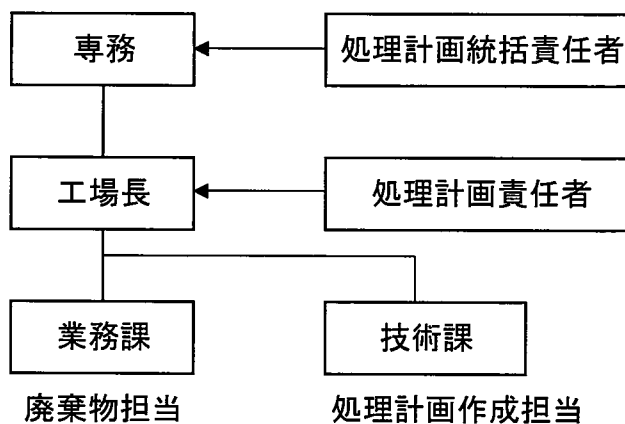 専務
処理計画統括責任者
工場長
処理計画責任者
業務課
技術課
廃棄物担当
処理計画作成担当